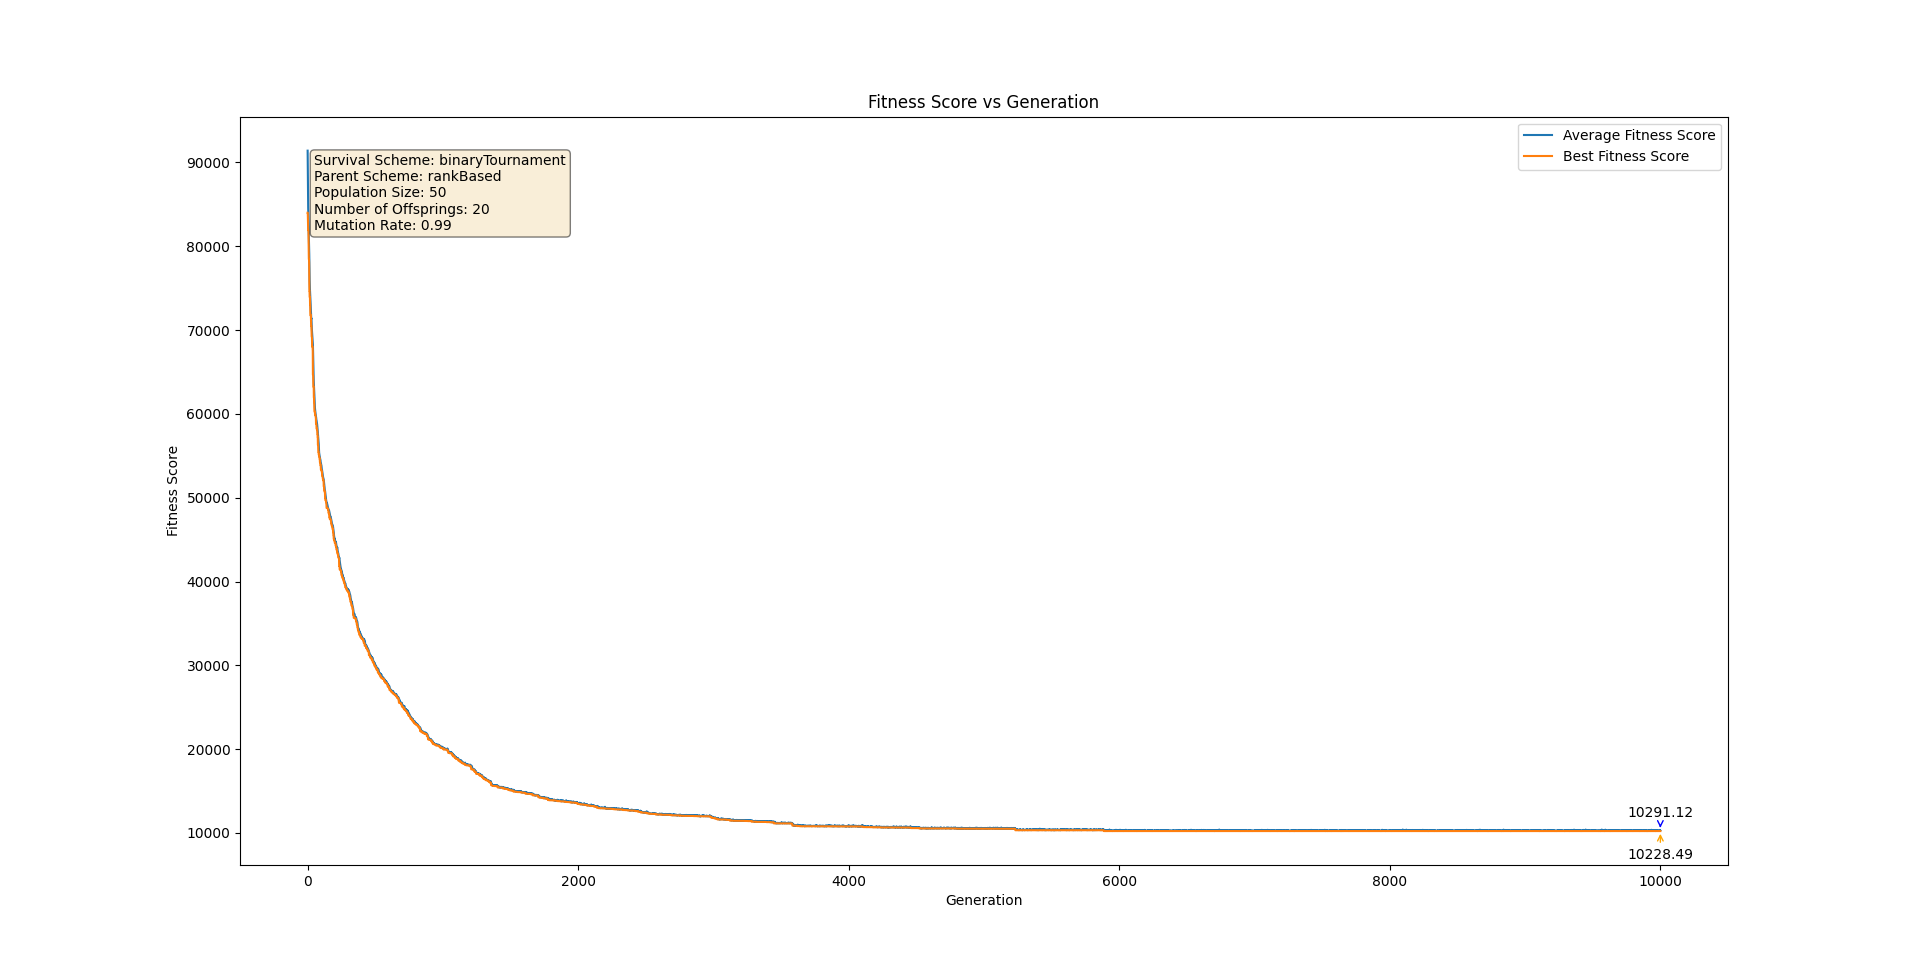 Fitness Score vs Generation
Average Fitness Score
Best Fitness Score
Survival Scheme: binaryTournament
Parent Scheme: rankBased
Population Size: 50
Number of Offsprings: 20
Mutation Rate: 0.99
Fitness Score
90000
80000
70000
60000
50000
40000
30000
20000
10000
10291.12
10228.49
0
2000
4000
6000
8000
10000
Generation